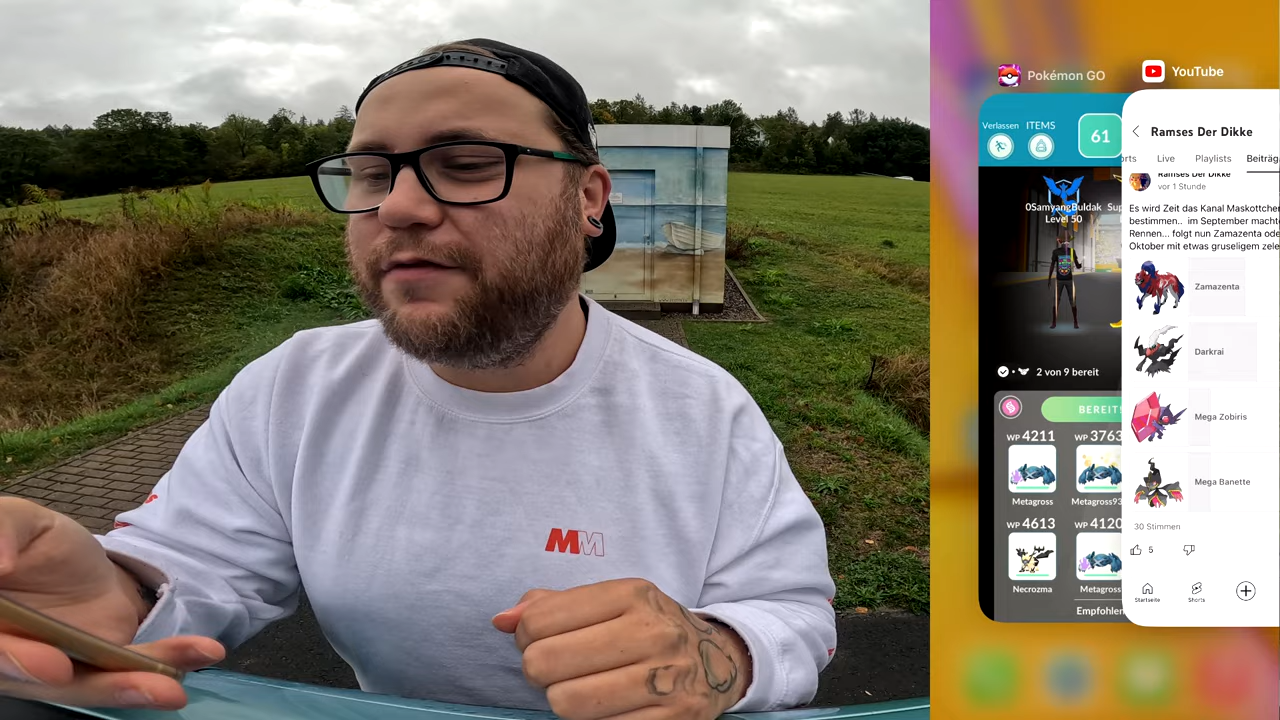 MM
Pokémon GO
Verlassen
ITEMS
61
0SamyangBuldak
Level 50
2 von 9 bereit
BEREIT!
WP 4211
WP 3763
Metagross
Metagross93
WP 4613
WP 4120
Necrozma
Metagross
Empfohlen
YouTube
Ramses Der Dikke
Live
Playlists
Beiträg
Ramses Der Dikke
vor 1 Stunde
Es wird Zeit das Kanal Maskottchen
bestimmen.. im September macht
Rennen... folgt nun Zamazenta ode
Oktober mit etwas gruseligem zele
Zamazenta
Darkrai
Mega Zobiris
Mega Banette
30 Stimmen
5
Startseite
Shorts